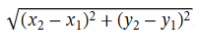 √(x₂ − x₁)² + (y₂ − y₁)²